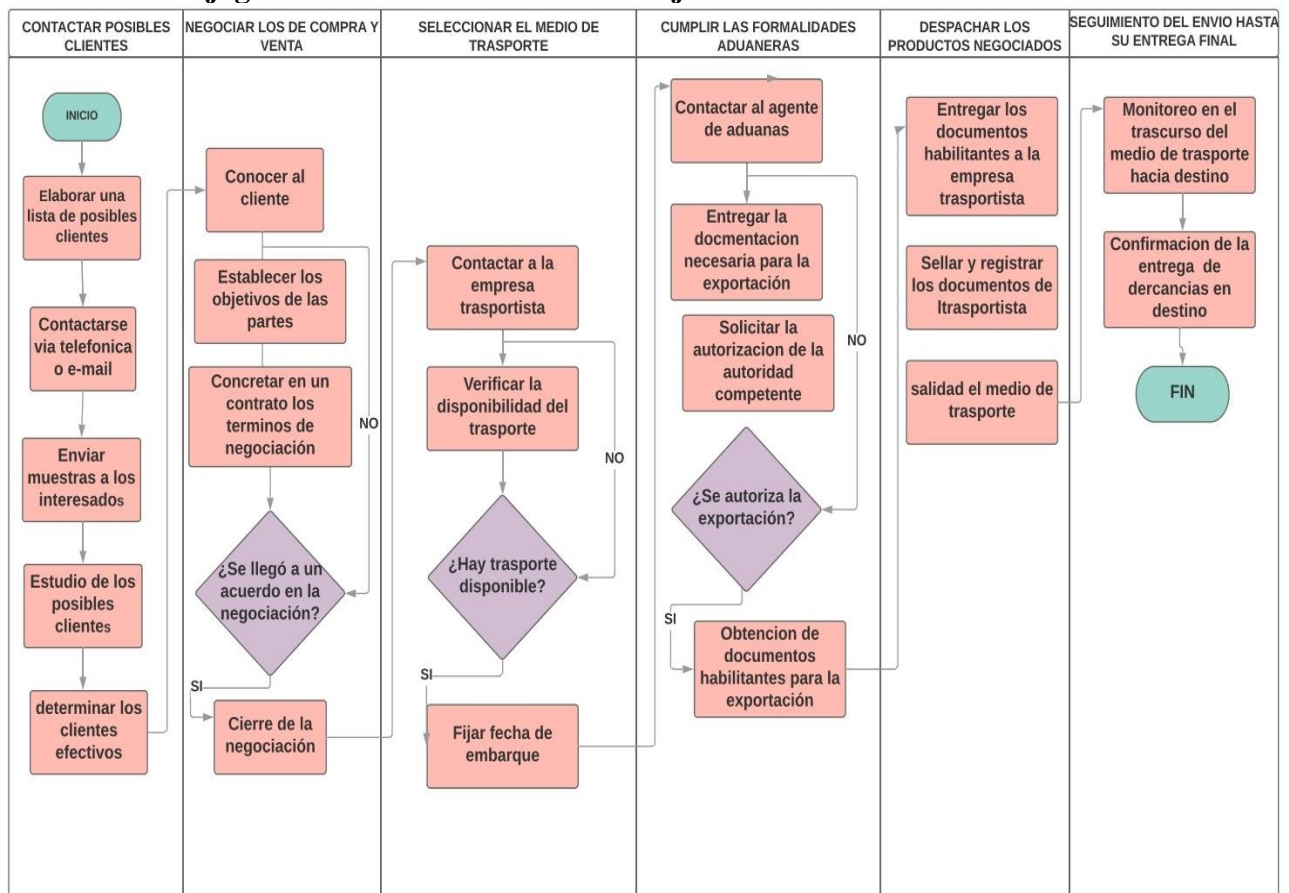 CONTACTAR POSIBLES
CLIENTES
NEGOCIAR LOS DE COMPRA Y
VENTA
SELECCIONAR EL MEDIO DE
TRASPORTE
CUMPLIR LAS FORMALIDADES
ADUANERAS
DESPACHAR LOS
PRODUCTOS NEGOCIADOS
SEGUIMIENTO DEL ENVIO HASTA
SU ENTREGA FINAL
INICIO
Elaborar una
lista de posibles
clientes
Contactarse
via telefonica
o e-mail
Enviar
muestras a los
interesados
Estudio de los
posibles
clientes
determinar los
clientes
efectivos
Conocer al
cliente
Establecer los
objetivos de las
partes
Concretar en un
contrato los
terminos de
negociación
NO
¿Se llegó a un
acuerdo en la
negociación?
SI
Cierre de la
negociación
Contactar a la
empresa
trasportista
Verificar la
disponibilidad del
trasporte
NO
¿Hay trasporte
disponible?
SI
Fijar fecha de
embarque
Contactar al agente
de aduanas
Entregar la
docmentacion
necesaria para la
exportación
Solicitar la
autorizacion de la
autoridad
competente
NO
¿Se autoriza la
exportación?
SI
Obtencion de
documentos
habilitantes para la
exportación
Entregar los
documentos
habilitantes a la
empresa
trasportista
Sellar y registrar
los documentos de
ltrasportista
salidad el medio de
trasporte
Monitoreo en el
trascurso del
medio de trasporte
hacia destino
Confirmacion de la
entrega de
dercancias en
destino
FIN